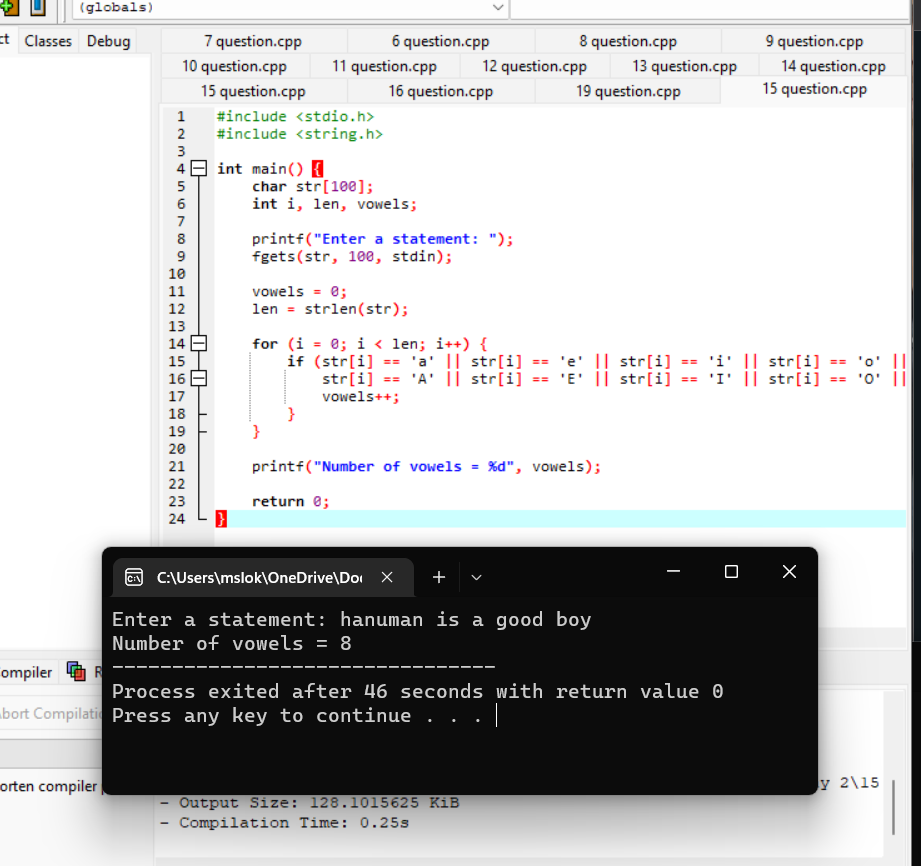 (globals)
ct Classes Debug
7 question.cpp 6 question.cpp 8 question.cpp 9 question.cpp
10 question.cpp 11 question.cpp 12 question.cpp 13 question.cpp 14 question.cpp
15 question.cpp 16 question.cpp 19 question.cpp 15 question.cpp
1 #include <stdio.h>
2 #include <string.h>
3
4 int main() {
5 char str[100];
6 int i, len, vowels;
7
8 printf("Enter a statement: ");
9 fgets(str, 100, stdin);
10
11 vowels = 0;
12 len = strlen(str);
13
14 for (i = 0; i < len; i++) {
15 if (str[i] == 'a' || str[i] == 'e' || str[i] == 'i' || str[i] == 'o' ||
16 str[i] == 'A' || str[i] == 'E' || str[i] == 'I' || str[i] == 'O' ||
17 vowels++;
18 }
19 }
20
21 printf("Number of vowels = %d", vowels);
22
23 return 0;
24 }
C:\Users\mslok\OneDrive\Do
Enter a statement: hanuman is a good boy
Number of vowels = 8
--------------------------------
Process exited after 46 seconds with return value 0
Press any key to continue . . .
ompiler R
bort Compilati
orten compiler
y 2\15
- Output Size: 128.1015625 KiB
- Compilation Time: 0.25s